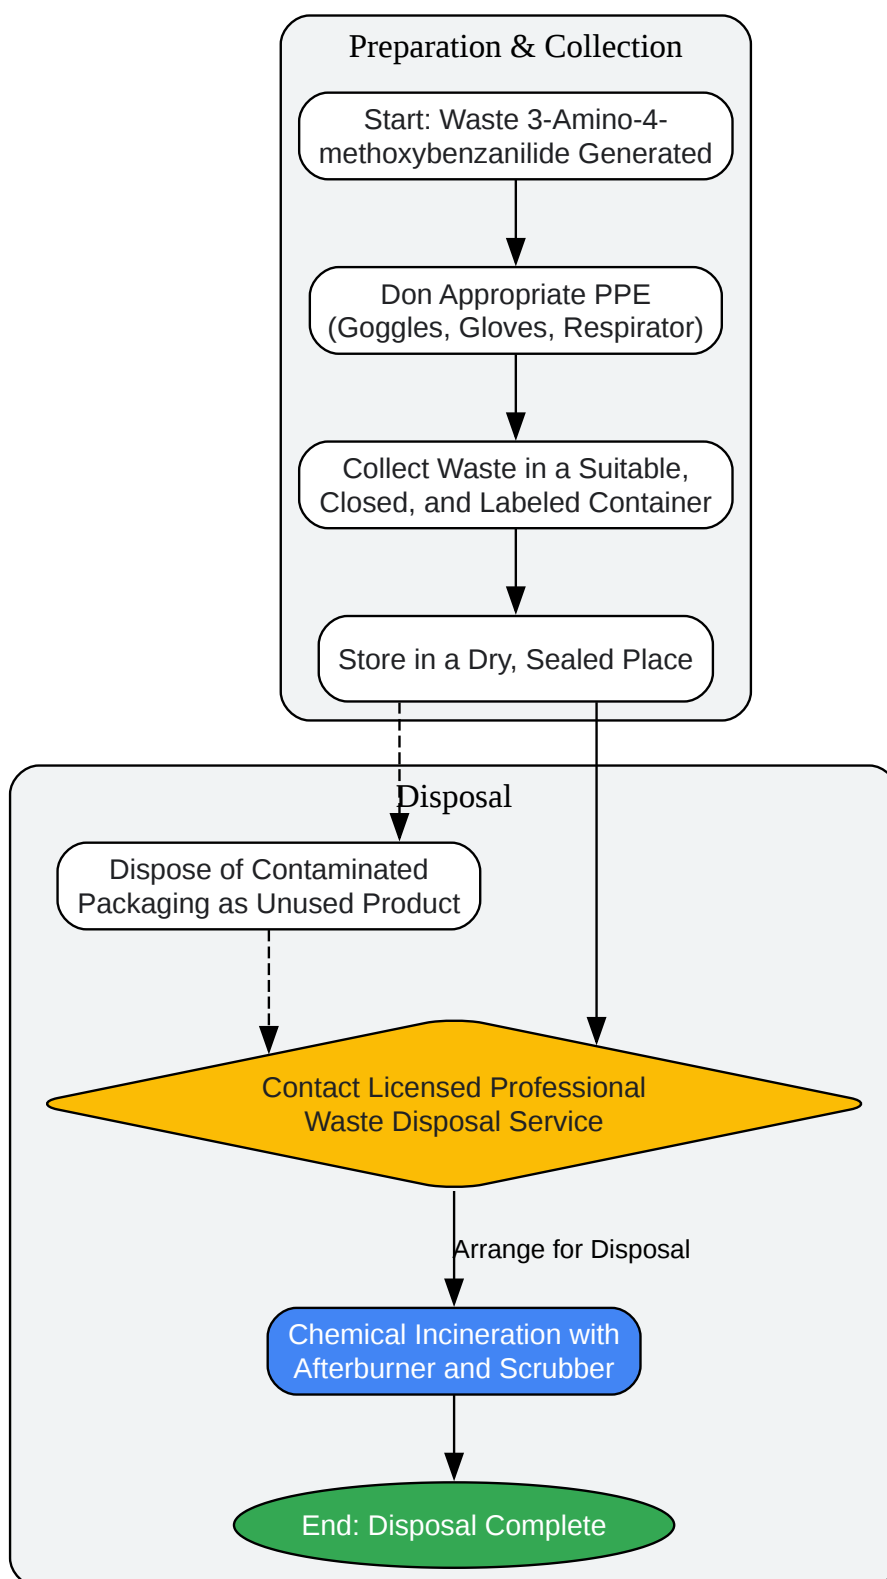 Preparation & Collection
Start: Waste 3-Amino-4-
methoxybenzanilide Generated
Don Appropriate PPE
(Goggles, Gloves, Respirator)
Collect Waste in a Suitable,
Closed, and Labeled Container
Store in a Dry, Sealed Place
Disposal
Dispose of Contaminated
Packaging as Unused Product
Contact Licensed Professional
Waste Disposal Service
Arrange for Disposal
Chemical Incineration with
Afterburner and Scrubber
End: Disposal Complete